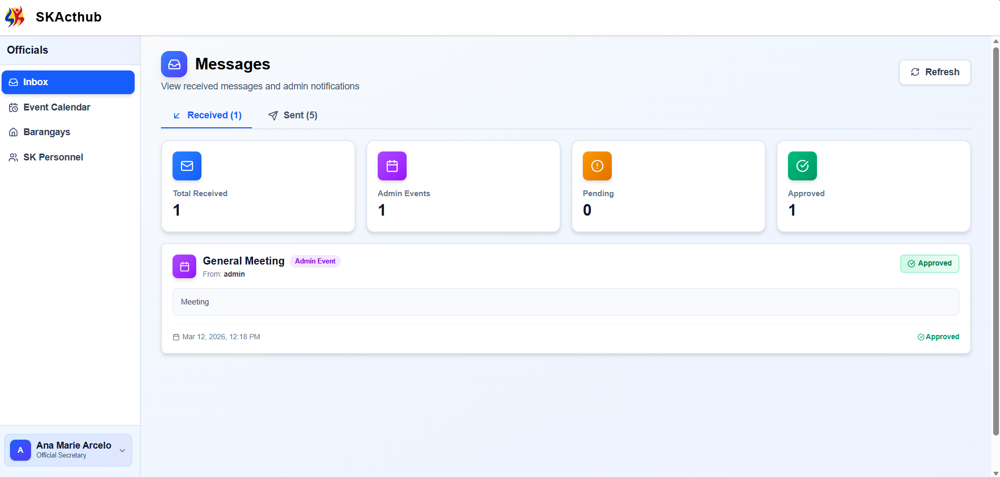 SKActhub
Officials
Inbox
Event Calendar
Barangays
SK Personnel
A
Ana Marie Arcelo
Official Secretary
Messages
View received messages and admin notifications
Refresh
Received (1)
Sent (5)
Total Received
1
Admin Events
1
Pending
0
Approved
1
General Meeting
Admin Event
From: admin
Approved
Meeting
Mar 12, 2026, 12:18 PM
Approved